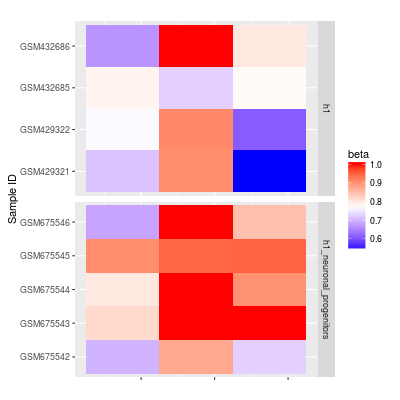 GSM432686
GSM432685
GSM429322
GSM429321
h1
GSM675546
GSM675545
GSM675544
GSM675543
GSM675542
h1_neuronal_progenitors
Sample ID
beta
1.0
0.9
0.8
0.7
0.6